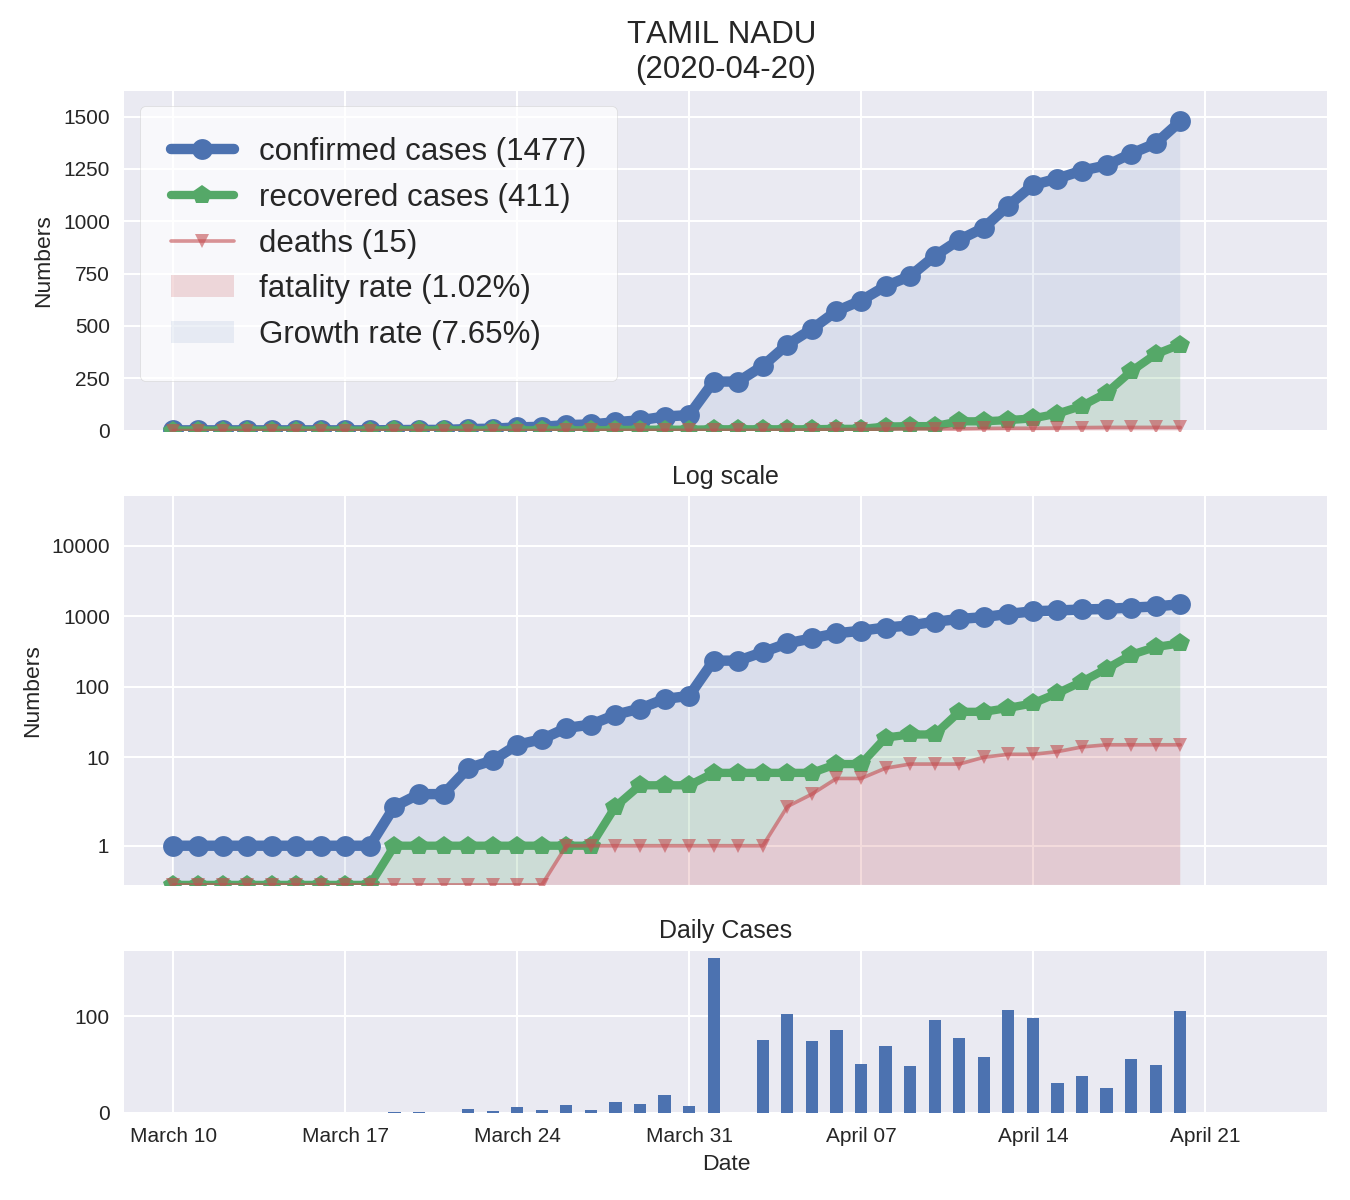 TAMIL NADU
(2020-04-20)
1500
1250
1000
750
500
250
0
Numbers
confirmed cases (1477)
recovered cases (411)
deaths (15)
fatality rate (1.02%)
Growth rate (7.65%)
Log scale
10000
1000
100
10
1
Numbers
Daily Cases
100
0
March 10 March 17 March 24 March 31 April 07 April 14 April 21
Date